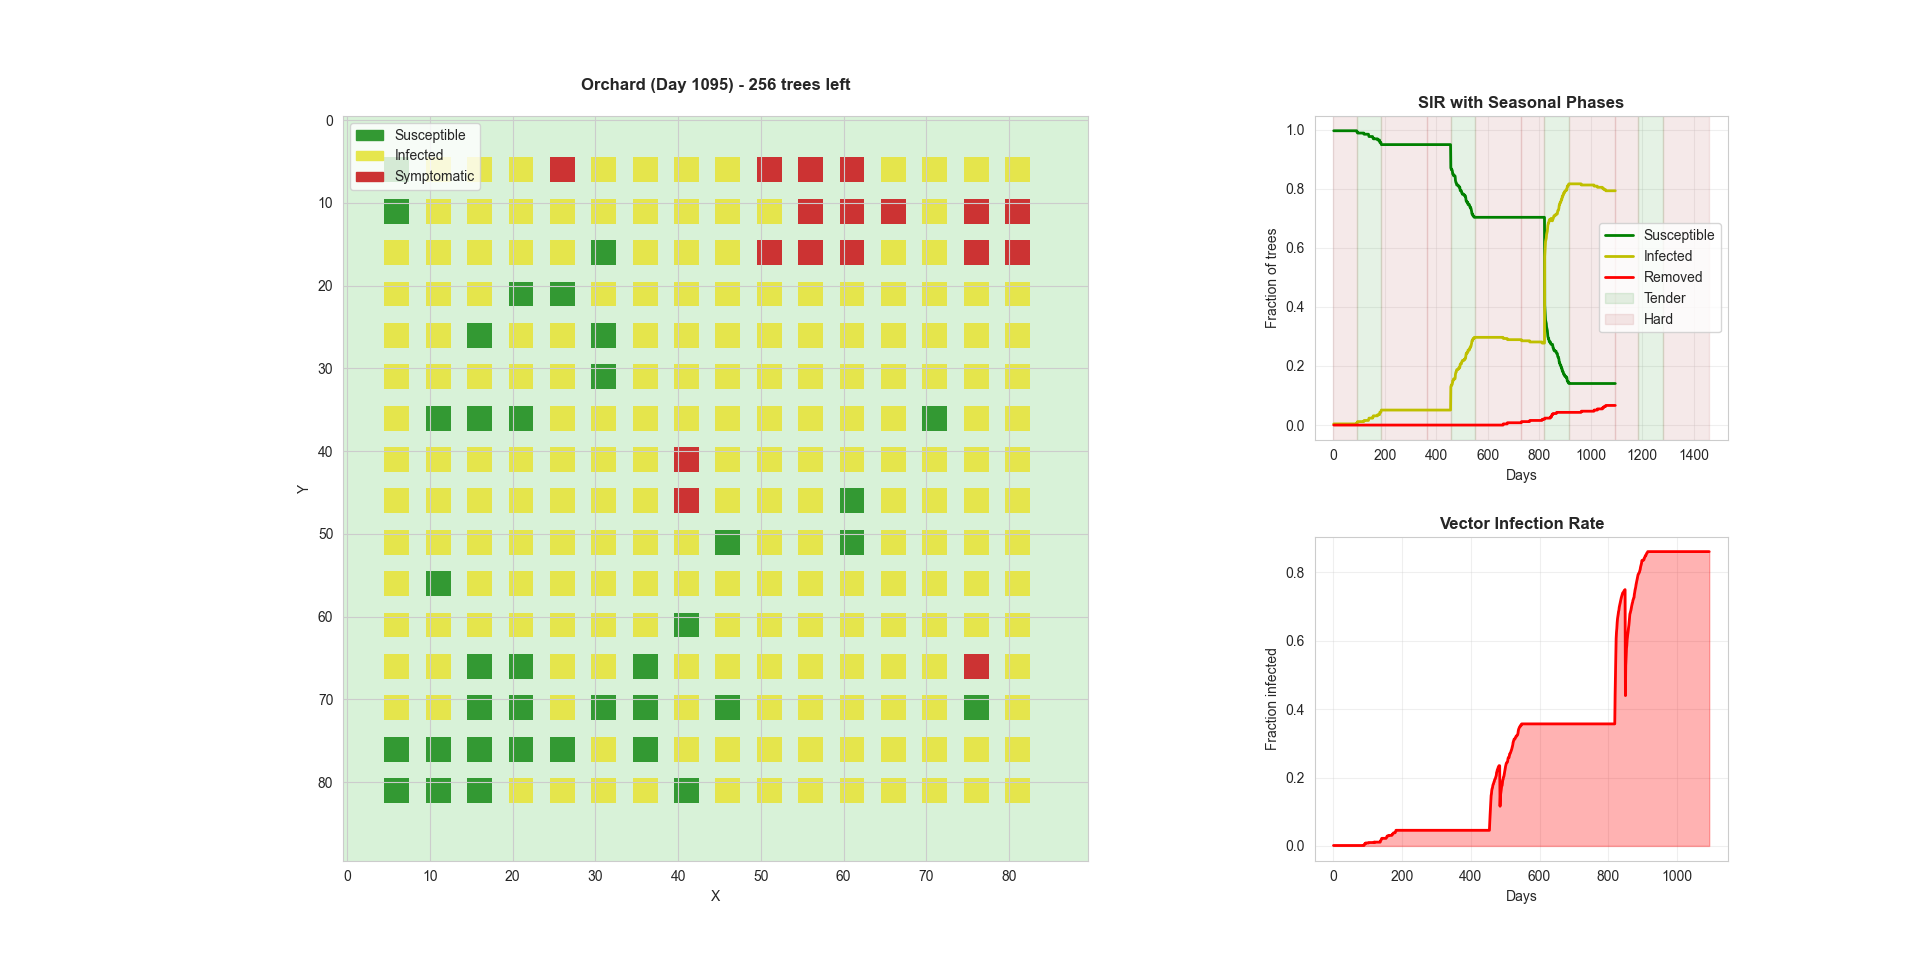 Orchard (Day 1095) - 256 trees left
Susceptible
Infected
Symptomatic
0
10
20
30
40
50
60
70
80
Y
0 10 20 30 40 50 60 70 80
X
SIR with Seasonal Phases
1.0
0.8
0.6
0.4
0.2
0.0
Fraction of trees
Susceptible
Infected
Removed
Tender
Hard
0 200 400 600 800 1000 1200 1400
Days
Vector Infection Rate
0.8
0.6
0.4
0.2
0.0
Fraction infected
0 200 400 600 800 1000
Days